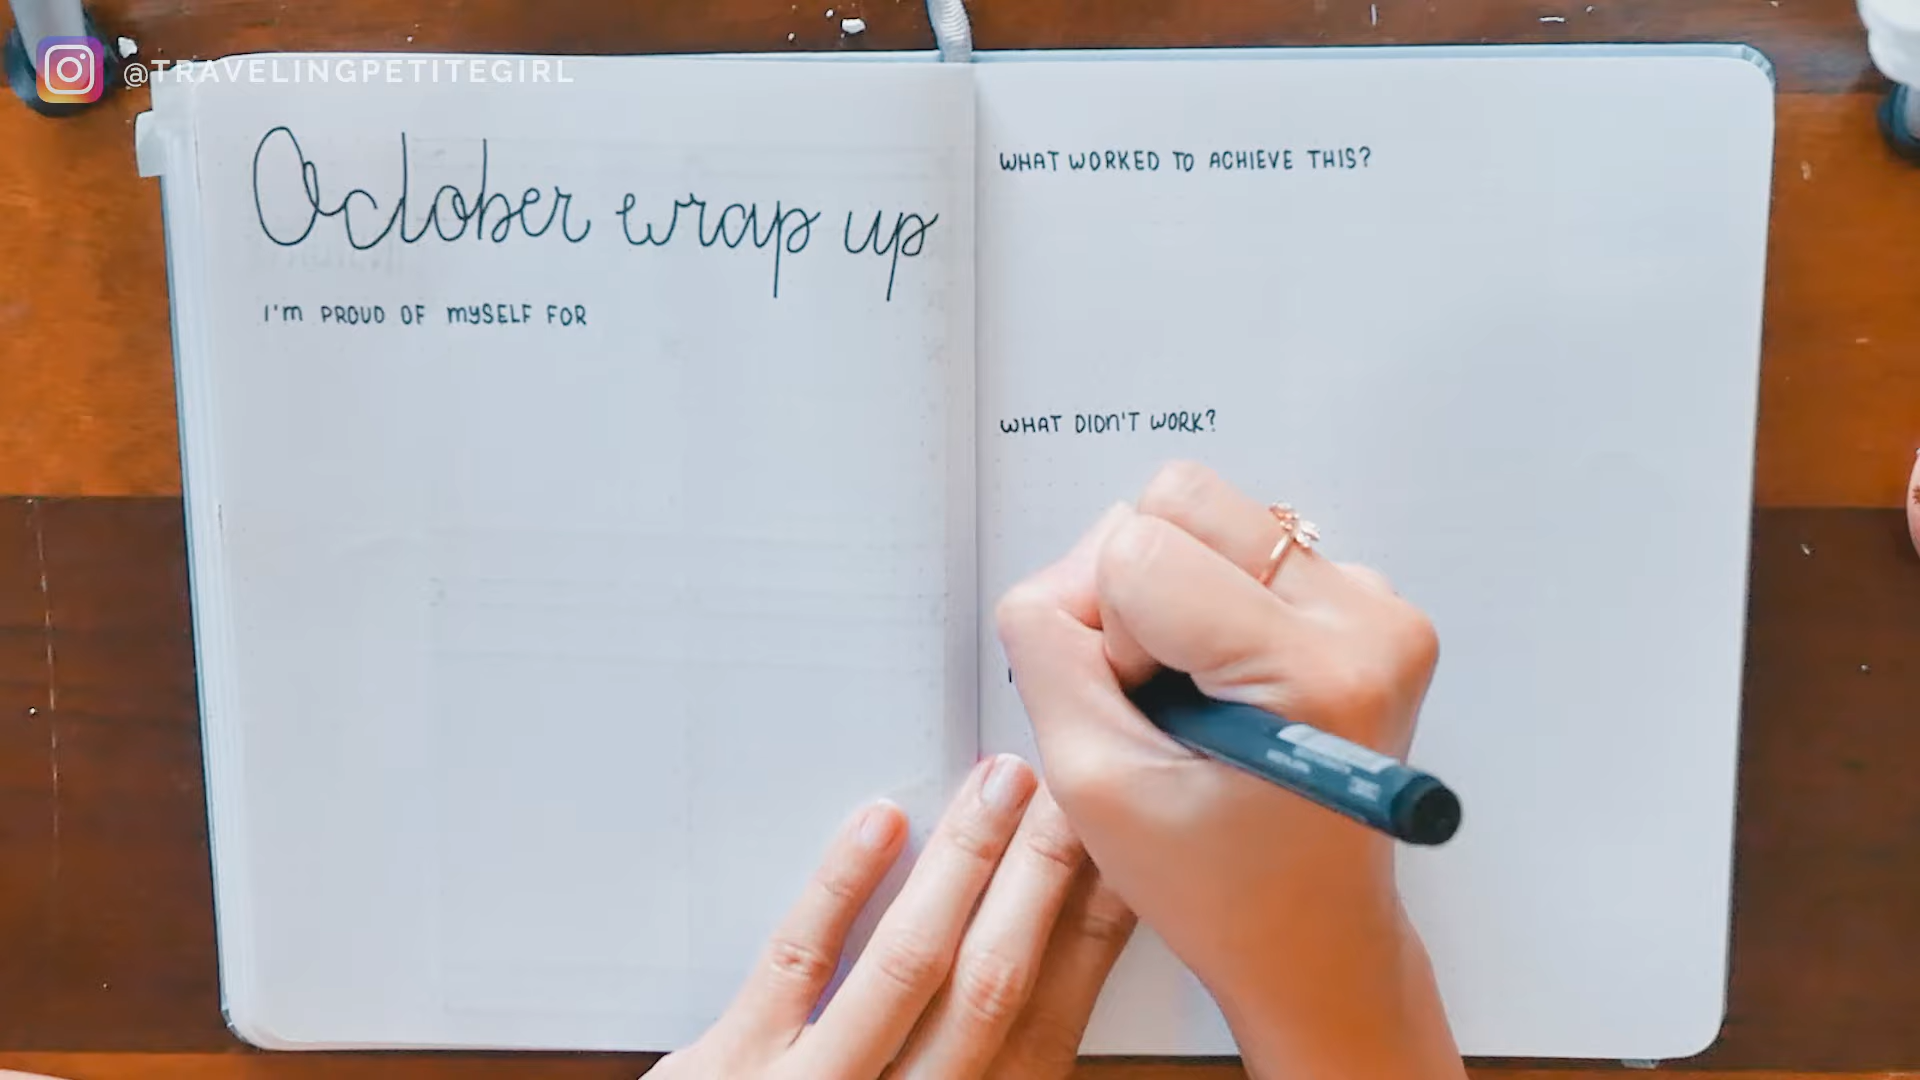 @TRAVELINGPETITEGIRL
October wrap up
I'm PROUD OF mySELF FOR
WHAT WORKED TO ACHIEVE THIS?
WHAT DIDN'T WORK?